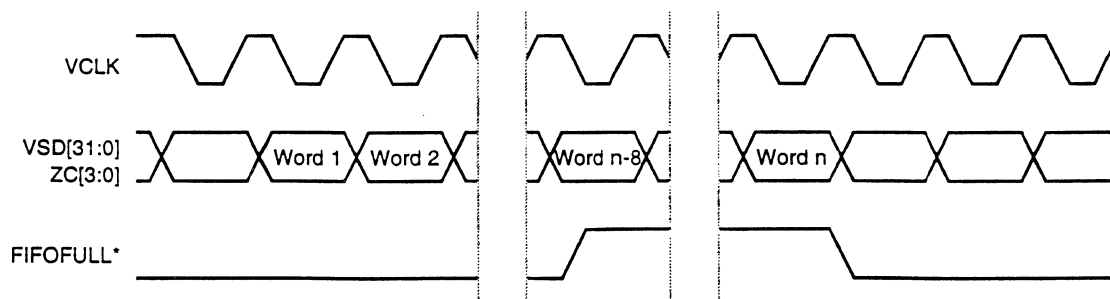 VCLK
VSD[31:0]
ZC[3:0]
Word 1 Word 2 Word n-8 Word n
FIFOFULL*